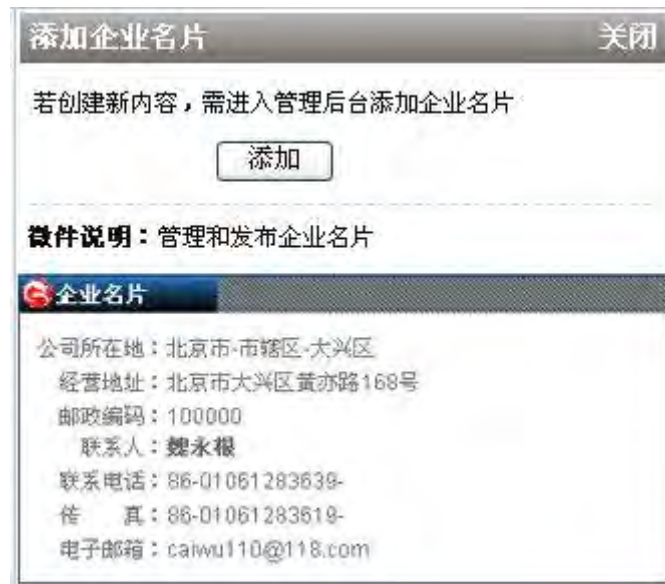 添加企业名片 关闭
若创建新内容，需进入管理后台添加企业名片
添加
微件说明：管理和发布企业名片
企业名片
公司所在地：北京市-市辖区-大兴区
经营地址：北京市大兴区黄亦路168号
邮政编码：100000
联系人：魏永根
联系电话：86-01061283639-
传 真：86-01061283619-
电子邮箱：caiwu110@118.com